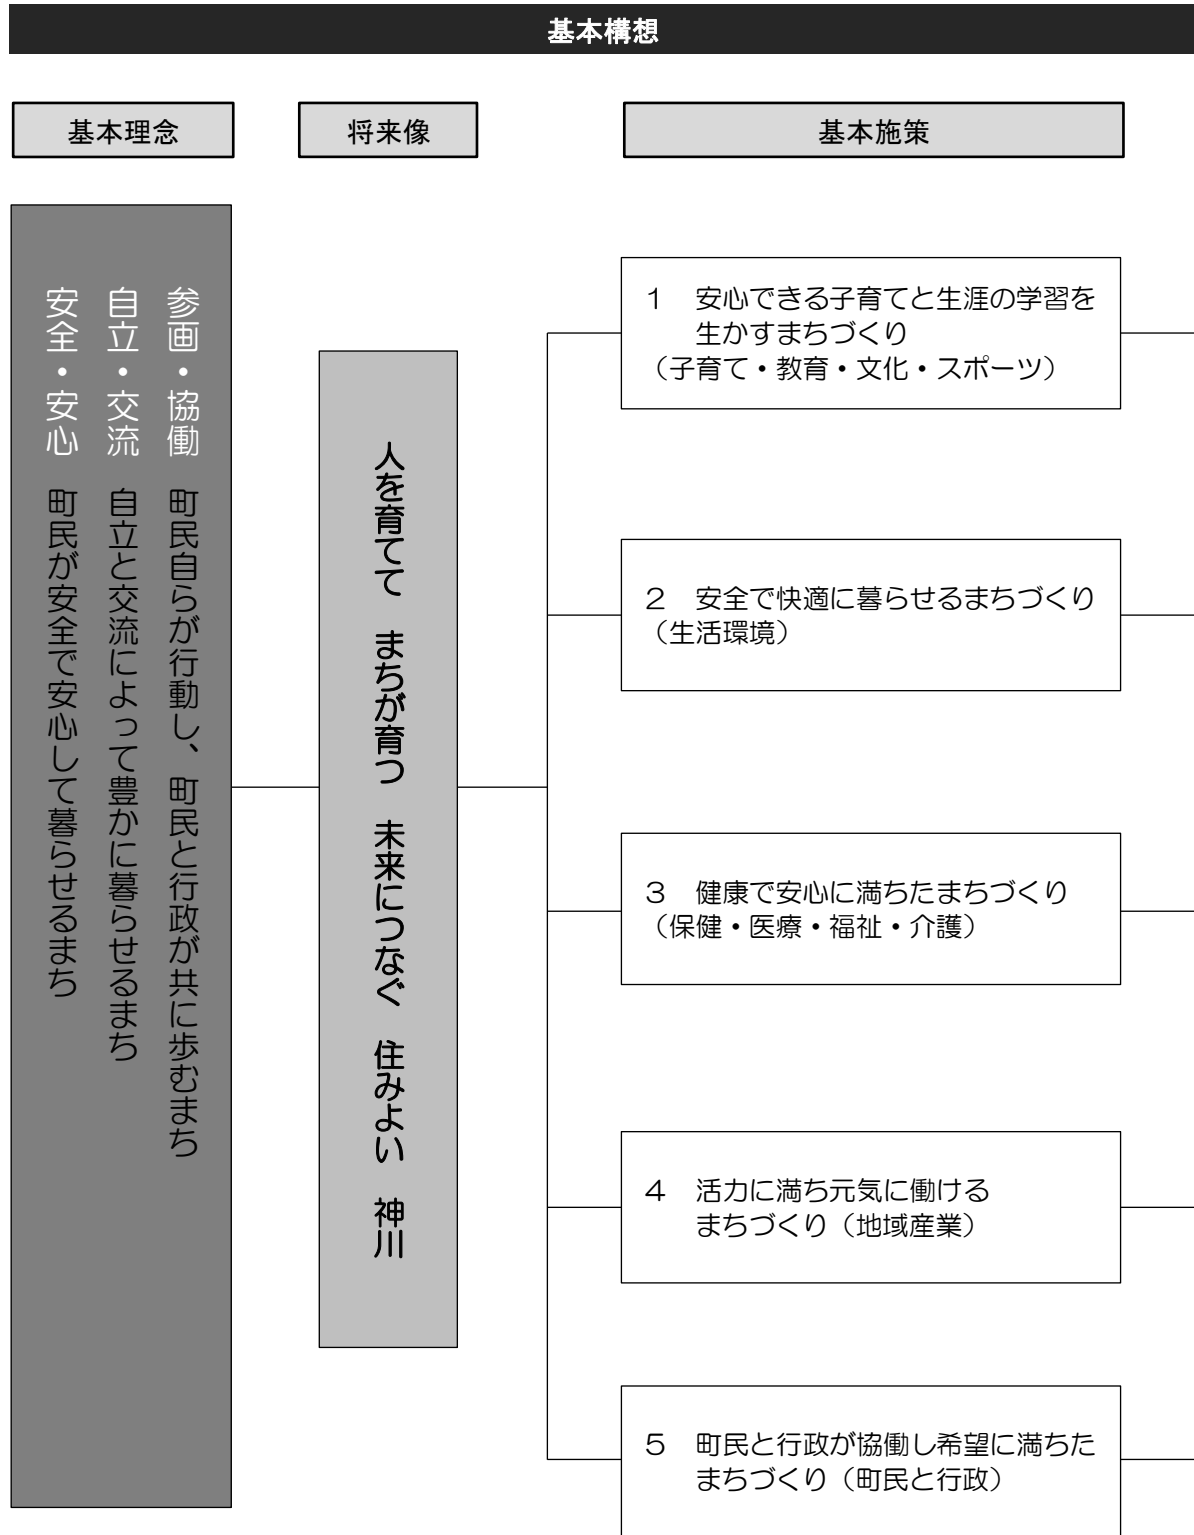 基本構想
基本理念
将来像
基本施策
参画・協働　町民自らが行動し、町民と行政が共に歩むまち
自立・交流　自立と交流によって豊かに暮らせるまち
安全・安心　町民が安全で安心して暮らせるまち
人を育てて　まちが育つ　未来につなぐ　住みよい　神川
１　安心できる子育てと生涯の学習を
生かすまちづくり
（子育て・教育・文化・スポーツ）
２　安全で快適に暮らせるまちづくり
（生活環境）
３　健康で安心に満ちたまちづくり
（保健・医療・福祉・介護）
４　活力に満ち元気に働ける
まちづくり（地域産業）
５　町民と行政が協働し希望に満ちた
まちづくり（町民と行政）